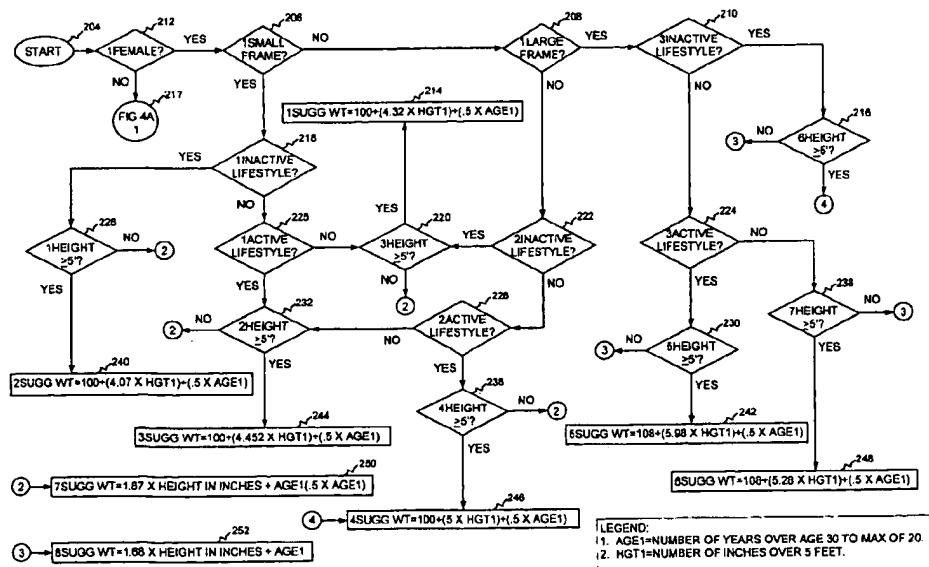 204
START
212
1FEMALE?
YES
NO
217
FIG 4A
1
206
1SMALL
FRAME?
NO
YES
208
1LARGE
FRAME?
YES
NO
210
3INACTIVE
LIFESTYLE?
YES
NO
214
1SUGG WT=100+(4.32 X HGT1)+(.5 X AGE1)
216
6HEIGHT
≥5'?
NO
3
YES
4
218
1INACTIVE
LIFESTYLE?
YES
NO
226
1HEIGHT
≥5'?
NO
2
YES
225
1ACTIVE
LIFESTYLE?
NO
YES
220
3HEIGHT
≥5'?
YES
NO
2
222
2INACTIVE
LIFESTYLE?
YES
NO
224
3ACTIVE
LIFESTYLE?
NO
YES
232
2HEIGHT
≥5'?
NO
2
YES
228
2ACTIVE
LIFESTYLE?
NO
YES
230
5HEIGHT
≥5'?
NO
3
YES
238
7HEIGHT
≥5'?
NO
3
YES
240
2SUGG WT=100+(4.07 X HGT1)+(.5 X AGE1)
236
4HEIGHT
≥5'?
NO
2
YES
244
3SUGG WT=100+(4.452 X HGT1)+(.5 X AGE1)
242
5SUGG WT=108+(5.98 X HGT1)+(.5 X AGE1)
248
6SUGG WT=108+(5.28 X HGT1)+(.5 X AGE1)
250
2
7SUGG WT=1.87 X HEIGHT IN INCHES + AGE1(.5 X AGE1)
246
4
4SUGG WT=100+(5 X HGT1)+(.5 X AGE1)
252
3
8SUGG WT=1.68 X HEIGHT IN INCHES + AGE1
LEGEND:
1. AGE1=NUMBER OF YEARS OVER AGE 30 TO MAX OF 20.
2. HGT1=NUMBER OF INCHES OVER 5 FEET.